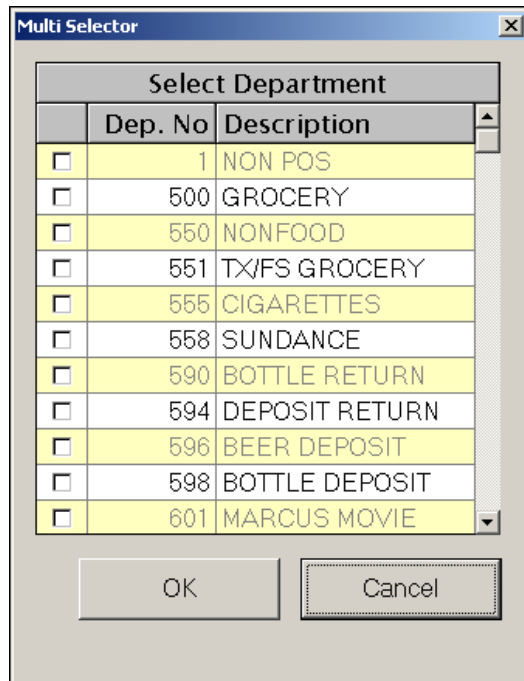 Multi Selector
Select Department
Dep. No Description
1 NON POS
500 GROCERY
550 NONFOOD
551 TX/FS GROCERY
555 CIGARETTES
558 SUNDANCE
590 BOTTLE RETURN
594 DEPOSIT RETURN
596 BEER DEPOSIT
598 BOTTLE DEPOSIT
601 MARCUS MOVIE
OK Cancel